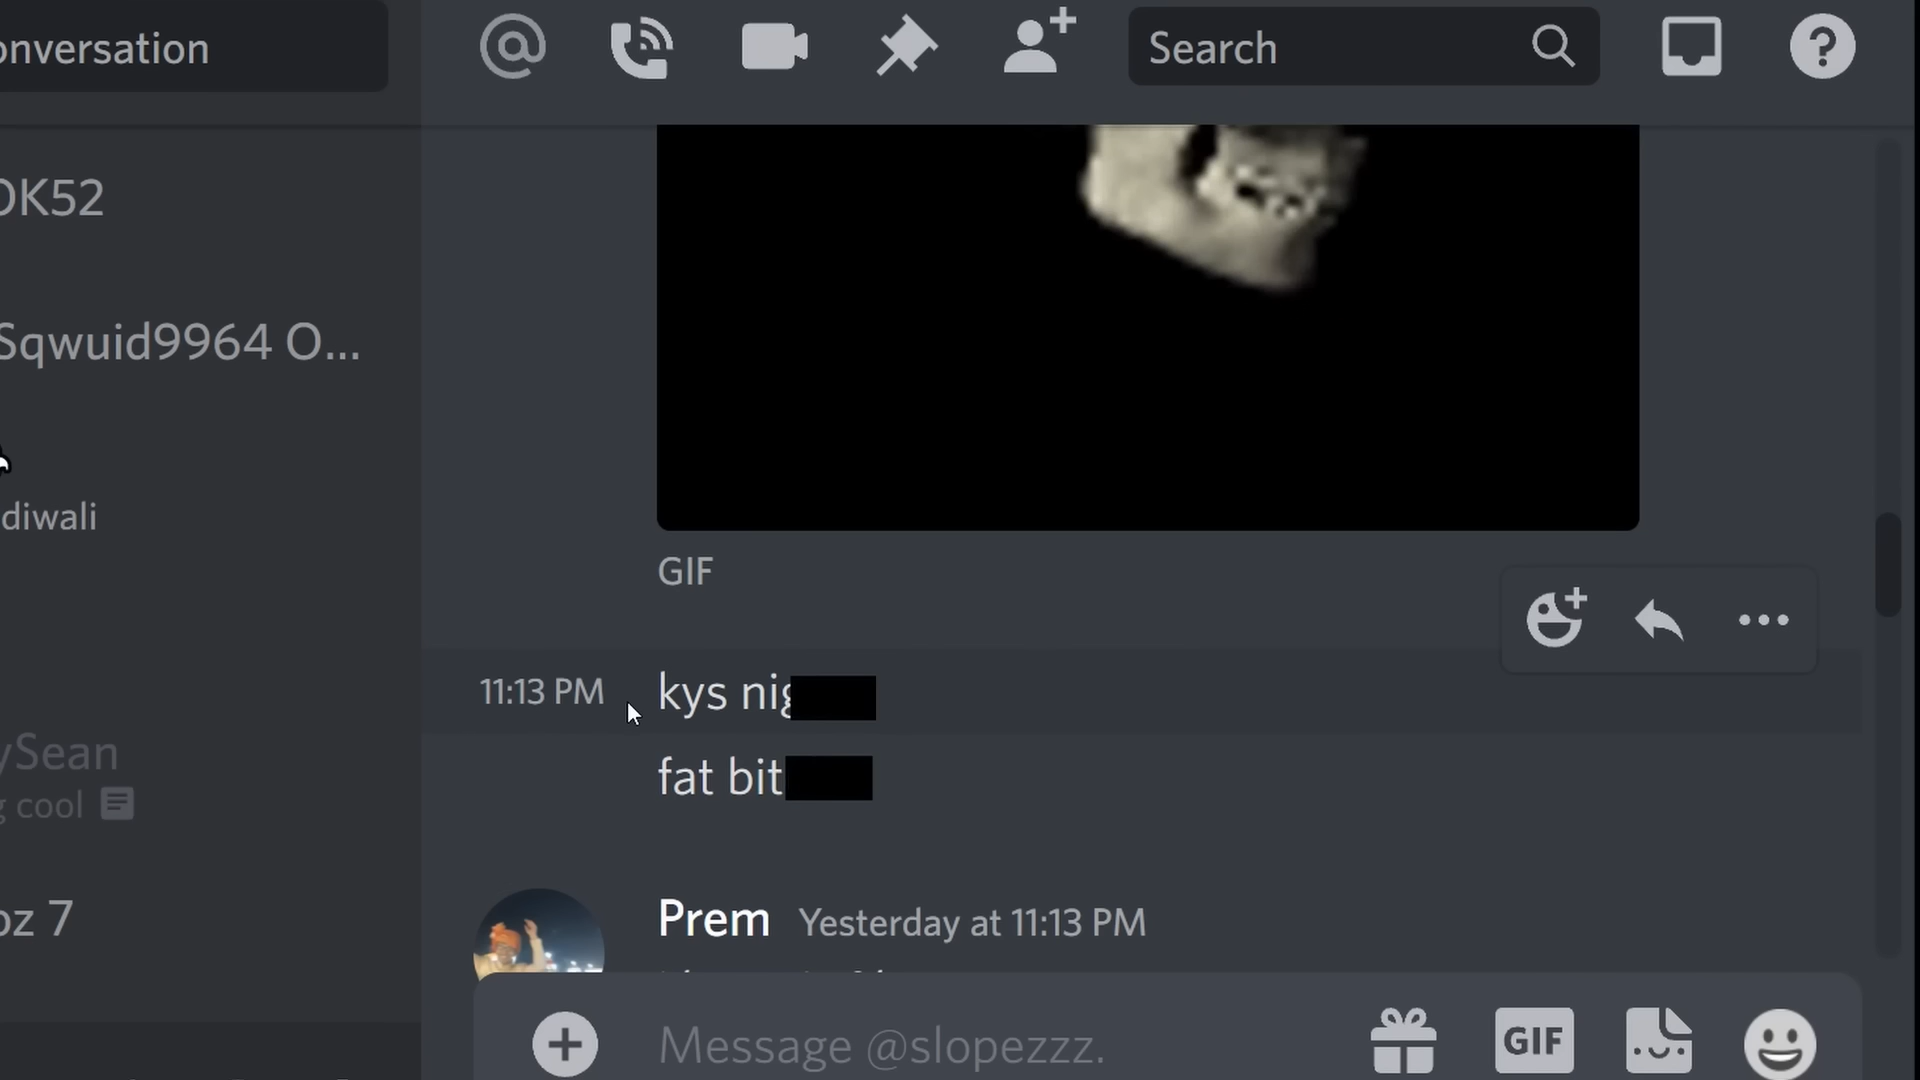 onversation
Search
OK52
Sqwuid9964 O...
diwali
GIF
11:13 PM kys nig
fat bit
ySean
g cool
oz 7
Prem Yesterday at 11:13 PM
Message @slopezzz.
GIF